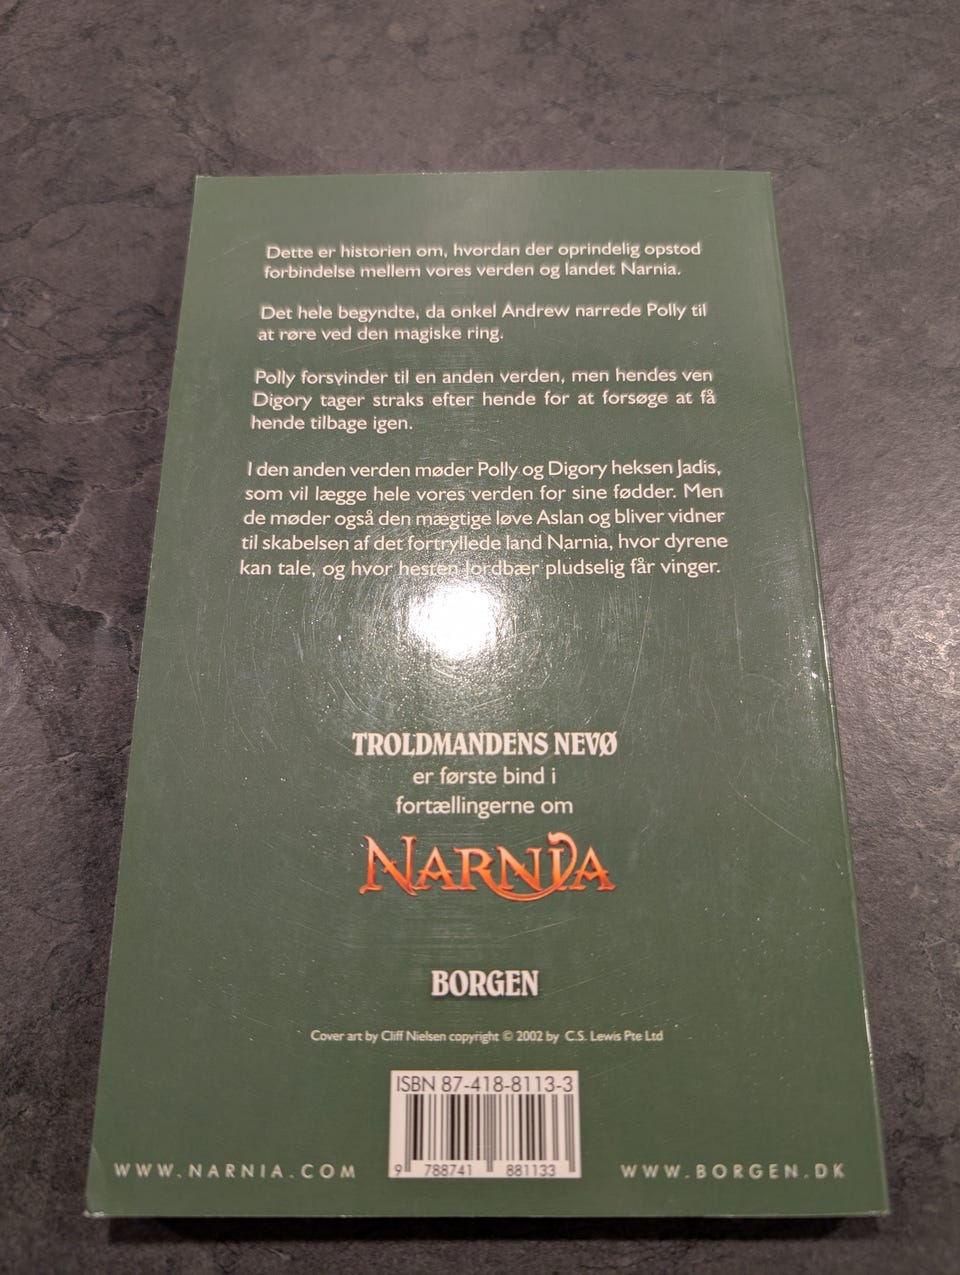 Dette er historien om, hvordan der oprindelig opstod
forbindelse mellem vores verden og landet Narnia.
Det hele begyndte, da onkel Andrew narrede Polly til
at røre ved den magiske ring.
Polly forsvinder til en anden verden, men hendes ven
Digory tager straks efter hende for at forsøge at få
hende tilbage igen.
I den anden verden møder Polly og Digory heksen Jadis,
som vil lægge hele vores verden for sine fødder. Men
de møder også den mægtige løve Aslan og bliver vidner
til skabelsen af det fortryllede land Narnia, hvor dyrene
kan tale, og hvor hesten Jordbær pludselig får vinger.
TROLDMANDENS NEVØ
er første bind i
fortællingerne om
NARNIA
BORGEN
Cover art by Cliff Nielsen copyright © 2002 by C.S. Lewis Pte Ltd
ISBN 87-418-8113-3
9 788741 881133
WWW.NARNIA.COM
WWW.BORGEN.DK